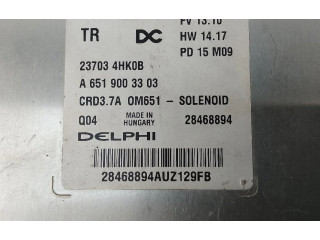 FV 13.10
TR DC HW 14.17
PD 15 M09
23703 4HK0B
A 651 900 33 03
CRD3.7A OM651 - SOLENOID
Q04 MADE IN HUNGARY 28468894
DELPHI
28468894AUZ129FB